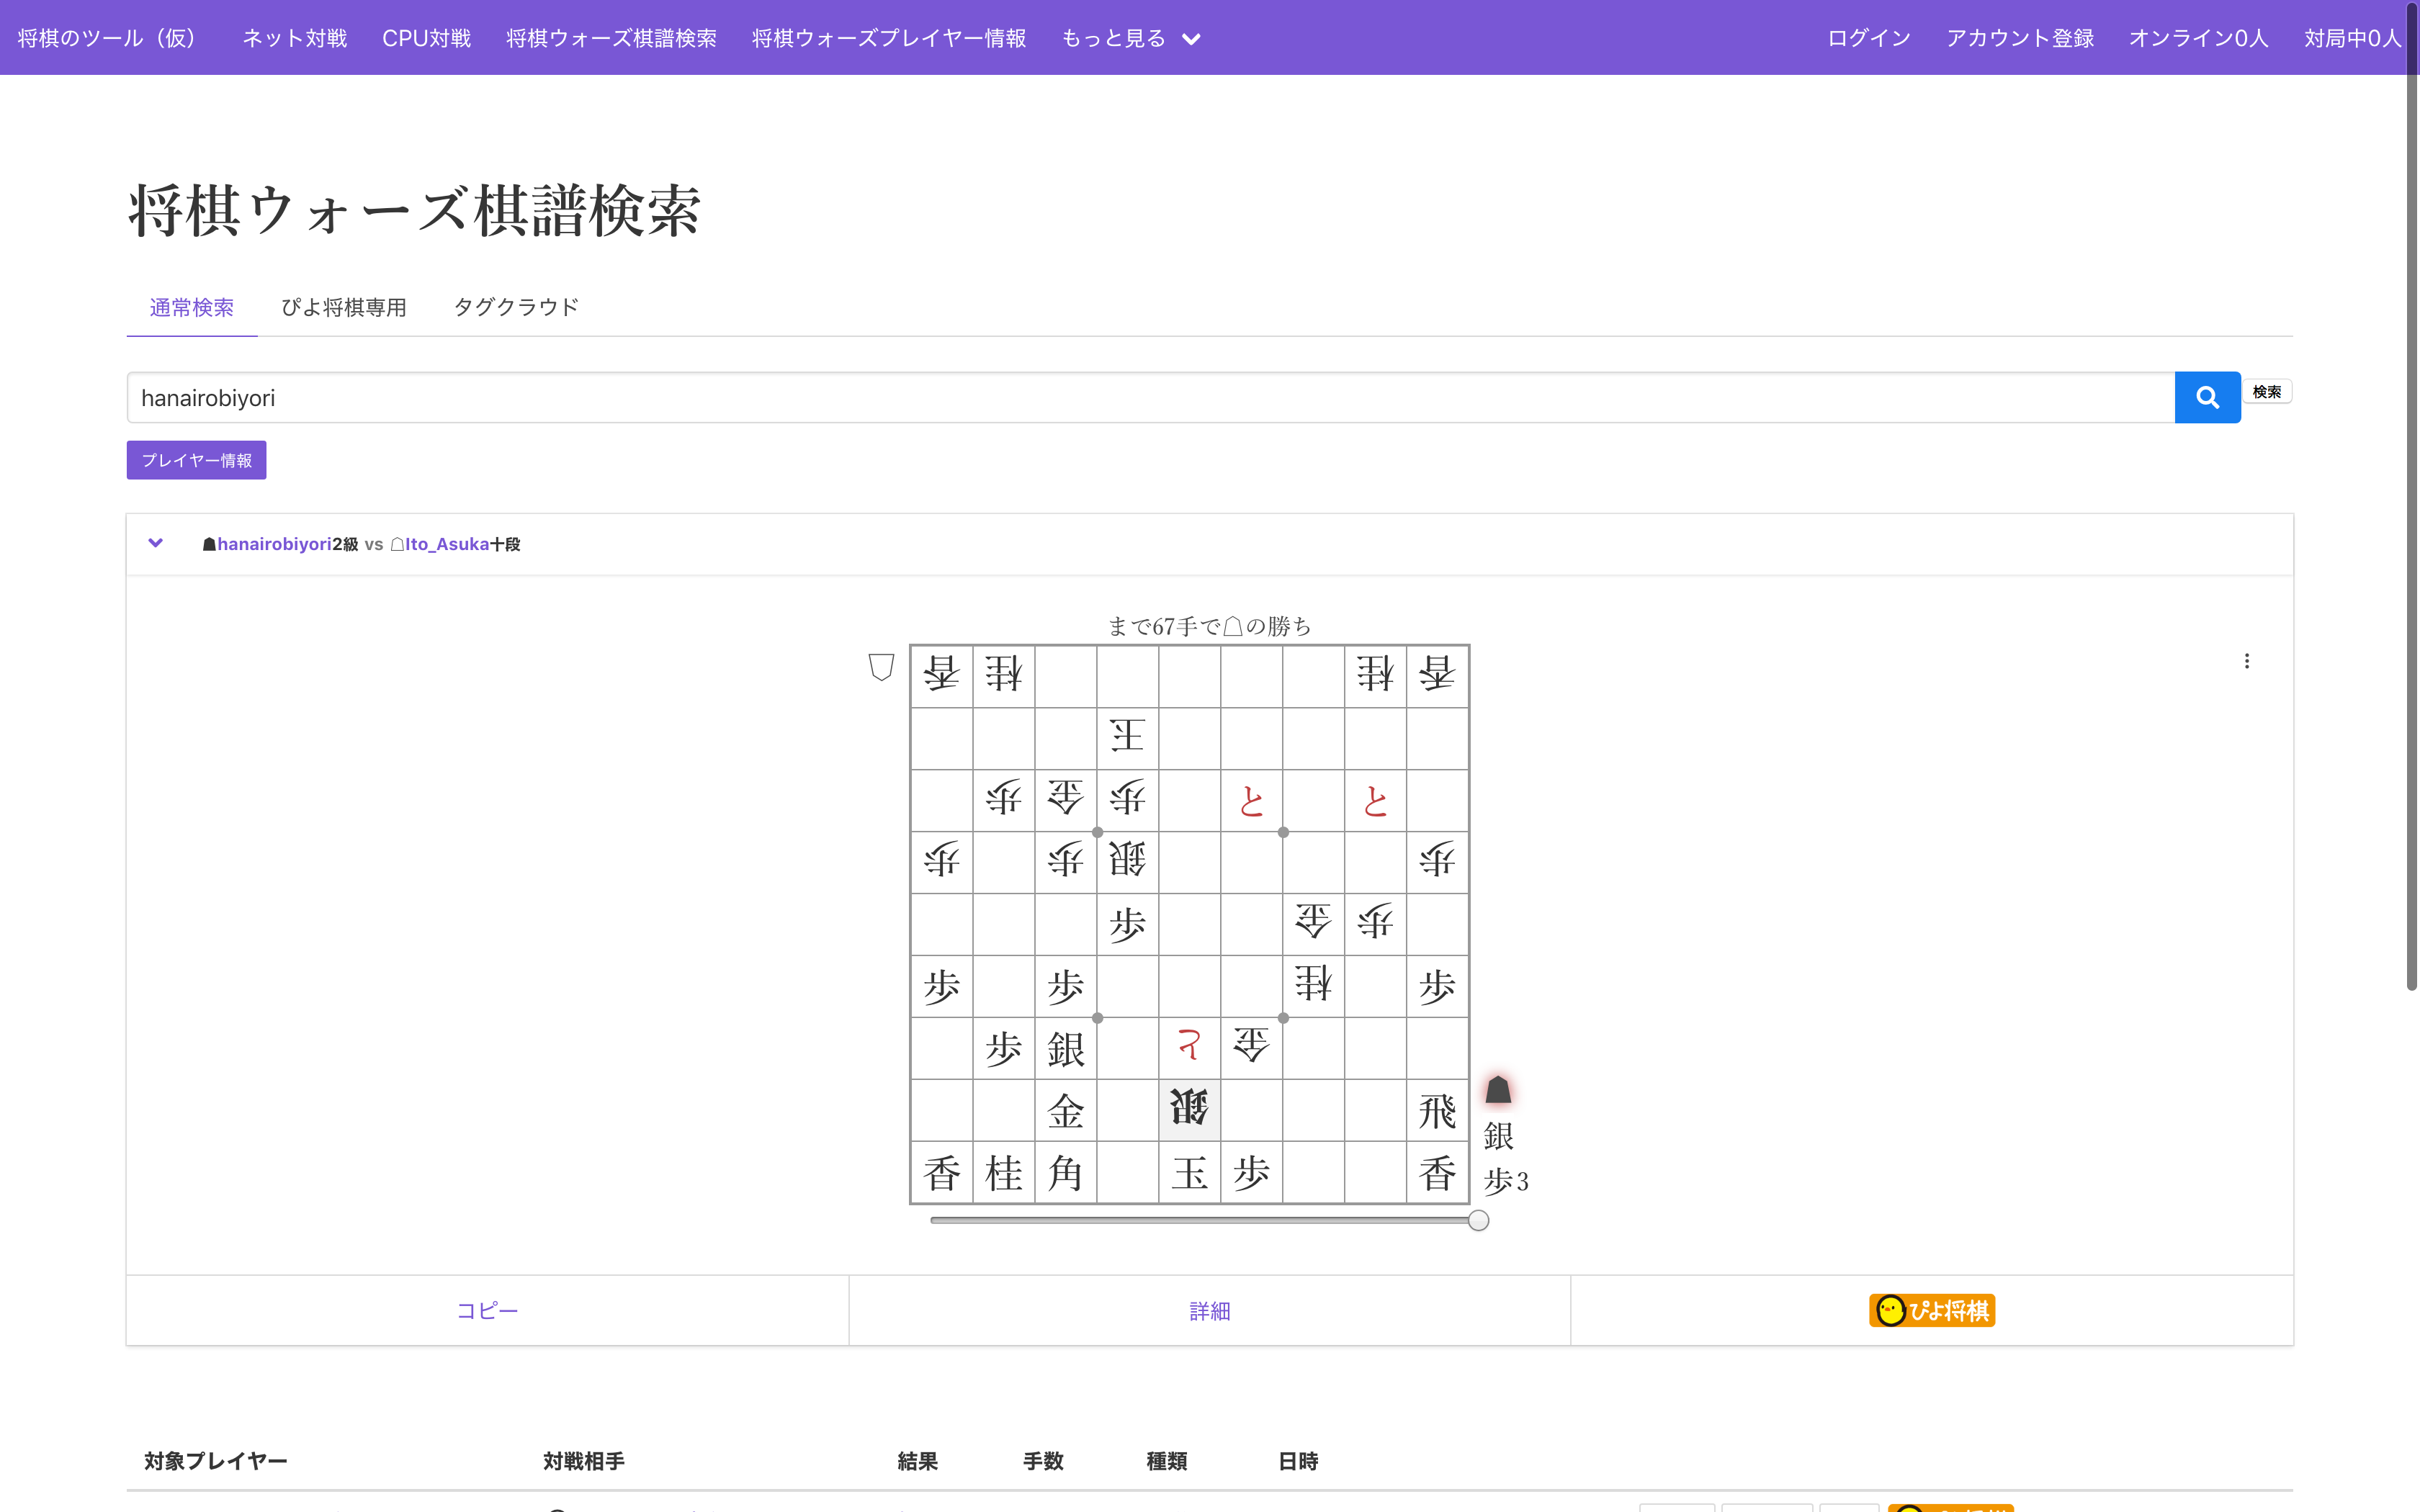 将棋のツール（仮） ネット対戦 CPU対戦 将棋ウォーズ棋譜検索 将棋ウォーズプレイヤー情報 もっと見る ログイン アカウント登録 オンライン0人 対局中0人
将棋ウォーズ棋譜検索
通常検索 ぴよ将棋専用 タグクラウド
hanairobiyori 検索
プレイヤー情報
☗hanairobiyori2級 vs ☖Ito_Asuka十段
まで67手で☖の勝ち
香 桂 桂 香
王
歩 金 歩 と と
歩 歩 銀 歩
歩 金 歩
歩 歩 桂 歩
歩 銀 と 金
金 銀 飛
香 桂 角 玉 歩 香
銀
歩3
コピー 詳細 ぴよ将棋
対象プレイヤー 対戦相手 結果 手数 種類 日時